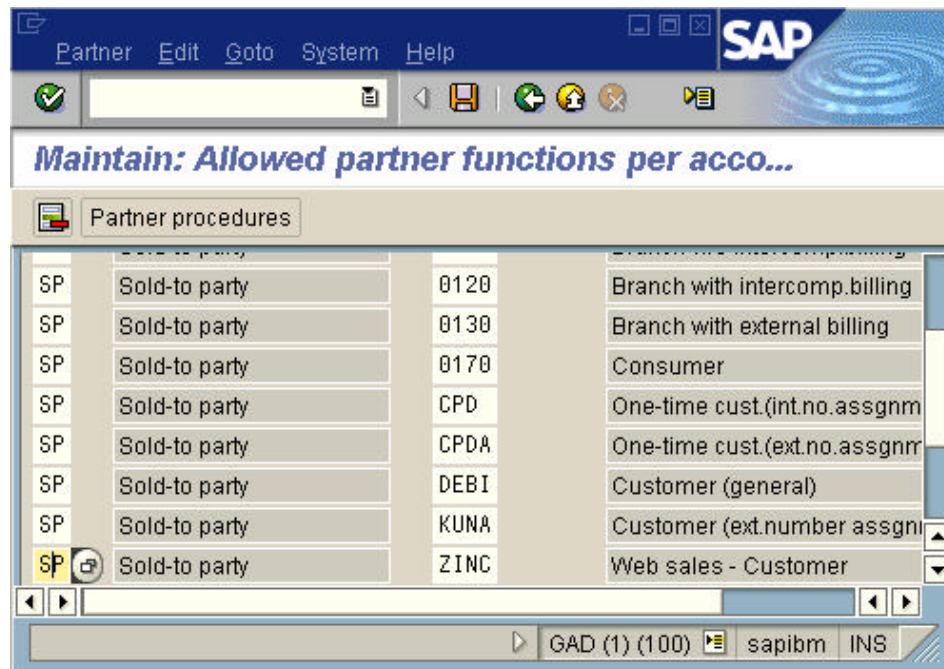 SAP
Partner Edit Goto System Help
Maintain: Allowed partner functions per acco...
Partner procedures
SP Sold-to party 0120 Branch with intercomp.billing
SP Sold-to party 0130 Branch with external billing
SP Sold-to party 0170 Consumer
SP Sold-to party CPD One-time cust.(int.no.assgnm
SP Sold-to party CPDA One-time cust.(ext.no.assgnm
SP Sold-to party DEBI Customer (general)
SP Sold-to party KUNA Customer (ext.number assgn
SP Sold-to party ZINC Web sales - Customer
GAD (1) (100) sapibm INS